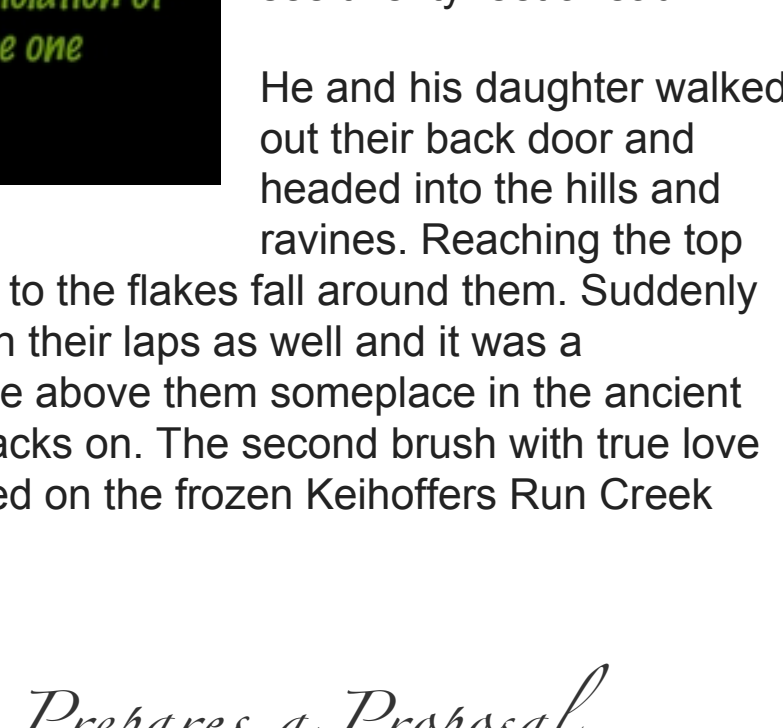 e one
He and his daughter walked
out their back door and
headed into the hills and
ravines. Reaching the top
to the flakes fall around them. Suddenly
their laps as well and it was a
e above them someplace in the ancient
acks on. The second brush with true love
ed on the frozen Keihoffers Run Creek
Prepares a Proposal